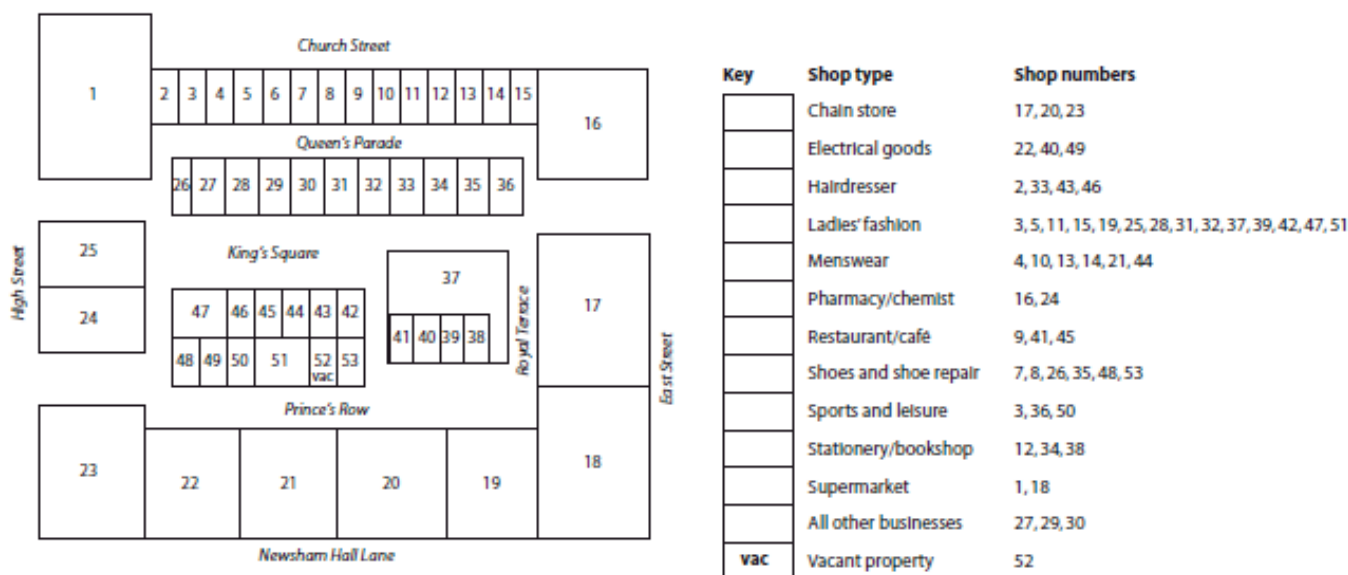 Church Street
1
2 3 4 5 6 7 8 9 10 11 12 13 14 15
16
Queen's Parade
26 27 28 29 30 31 32 33 34 35 36
High Street
25
24
King's Square
47 46 45 44 43 42
48 49 50 51 52 53
vac
37
41 40 39 38
Royal Terrace
17
East Street
Prince's Row
23 22 21 20 19 18
Newsham Hall Lane
Key Shop type Shop numbers
Chain store 17, 20, 23
Electrical goods 22, 40, 49
Hairdresser 2, 33, 43, 46
Ladies' fashion 3, 5, 11, 15, 19, 25, 28, 31, 32, 37, 39, 42, 47, 51
Menswear 4, 10, 13, 14, 21, 44
Pharmacy/chemist 16, 24
Restaurant/café 9, 41, 45
Shoes and shoe repair 7, 8, 26, 35, 48, 53
Sports and leisure 3, 36, 50
Stationery/bookshop 12, 34, 38
Supermarket 1, 18
All other businesses 27, 29, 30
vac Vacant property 52